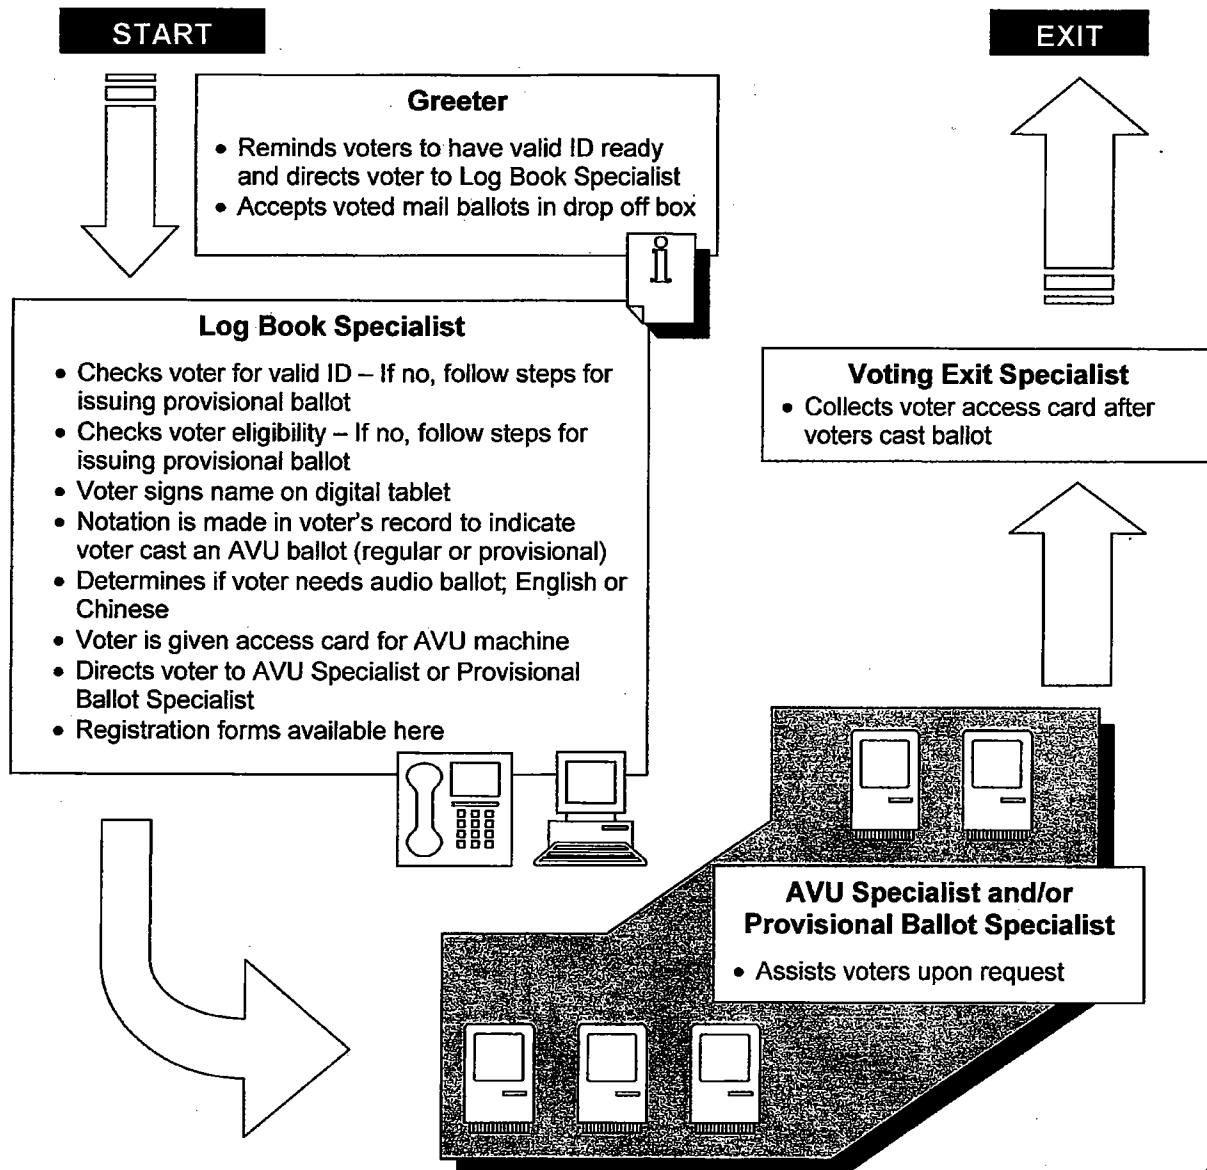 START
EXIT
Greeter
• Reminds voters to have valid ID ready
and directs voter to Log Book Specialist
• Accepts voted mail ballots in drop off box
i
Log Book Specialist
• Checks voter for valid ID – If no, follow steps for
issuing provisional ballot
• Checks voter eligibility – If no, follow steps for
issuing provisional ballot
• Voter signs name on digital tablet
• Notation is made in voter's record to indicate
voter cast an AVU ballot (regular or provisional)
• Determines if voter needs audio ballot; English or
Chinese
• Voter is given access card for AVU machine
• Directs voter to AVU Specialist or Provisional
Ballot Specialist
• Registration forms available here
Voting Exit Specialist
• Collects voter access card after
voters cast ballot
AVU Specialist and/or
Provisional Ballot Specialist
• Assists voters upon request